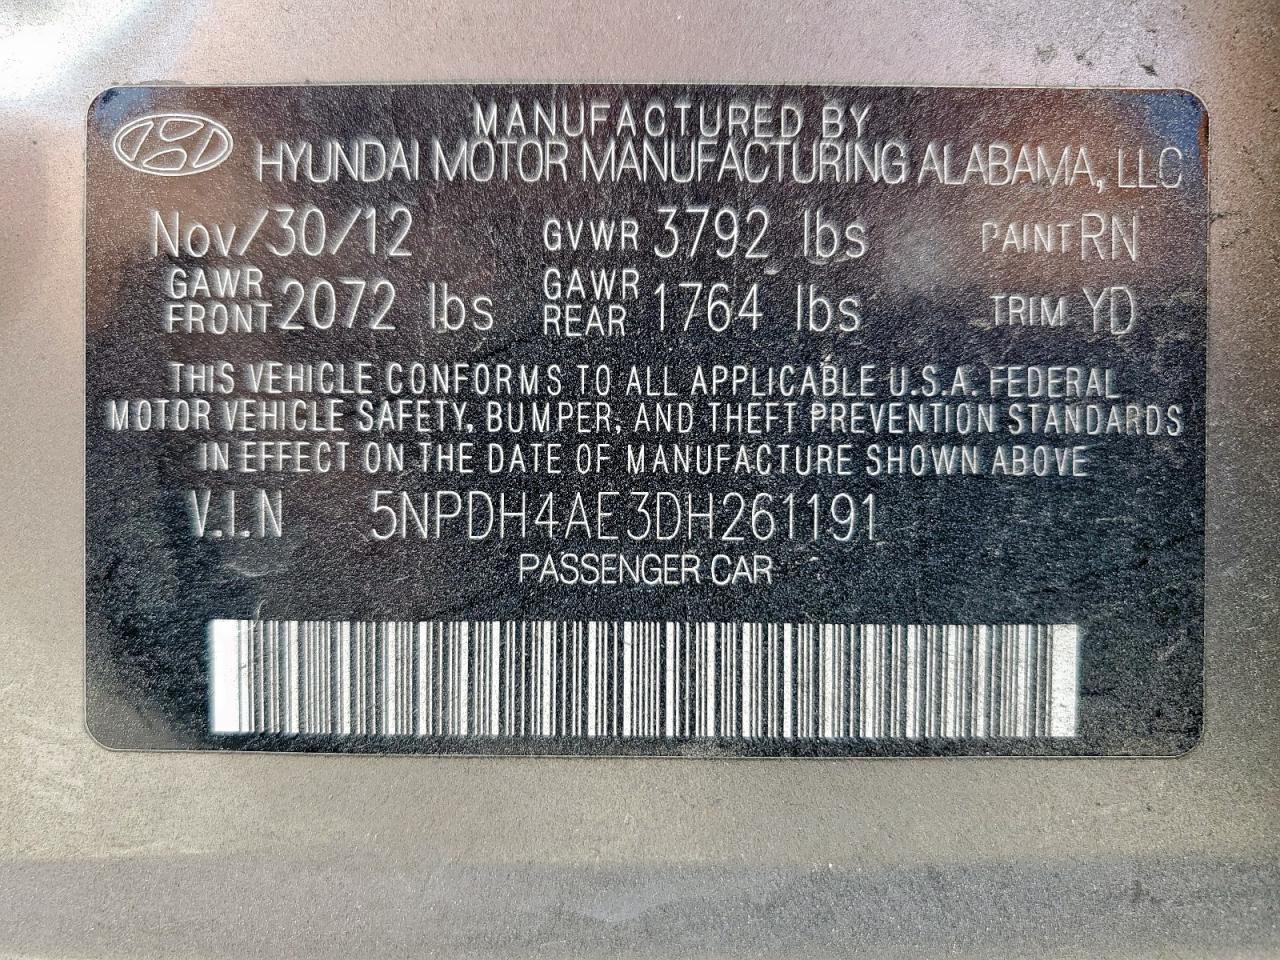 MANUFACTURED BY
HYUNDAI MOTOR MANUFACTURING ALABAMA, LLC
Nov/30/12 GVWR 3792 lbs PAINT RN
GAWR FRONT 2072 lbs GAWR REAR 1764 lbs TRIM YD
THIS VEHICLE CONFORMS TO ALL APPLICABLE U.S.A. FEDERAL
MOTOR VEHICLE SAFETY, BUMPER, AND THEFT PREVENTION STANDARDS
IN EFFECT ON THE DATE OF MANUFACTURE SHOWN ABOVE
V.I.N 5NPDH4AE3DH261191
PASSENGER CAR